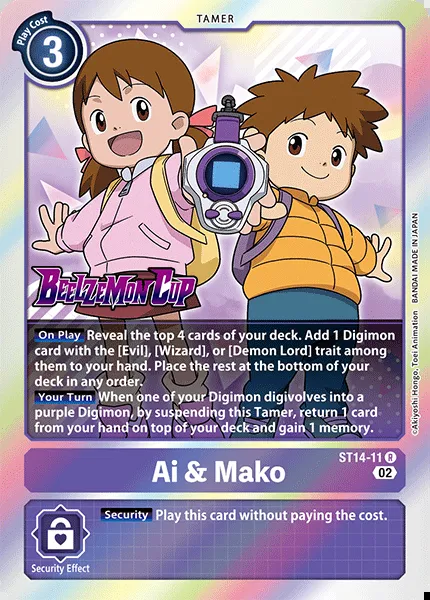 TAMER
Play Cost
3
BEELZEMON CUP
On Play Reveal the top 4 cards of your deck. Add 1 Digimon
card with the [Evil], [Wizard], or [Demon Lord] trait among
them to your hand. Place the rest at the bottom of your
deck in any order.
Your Turn When one of your Digimon digivolves into a
purple Digimon, by suspending this Tamer, return 1 card
from your hand on top of your deck and gain 1 memory.
©Akiyoshi Hongo, Toei Animation BANDAI MADE IN JAPAN
ST14-11 R
Ai & Mako
02
Security Play this card without paying the cost.
Security Effect